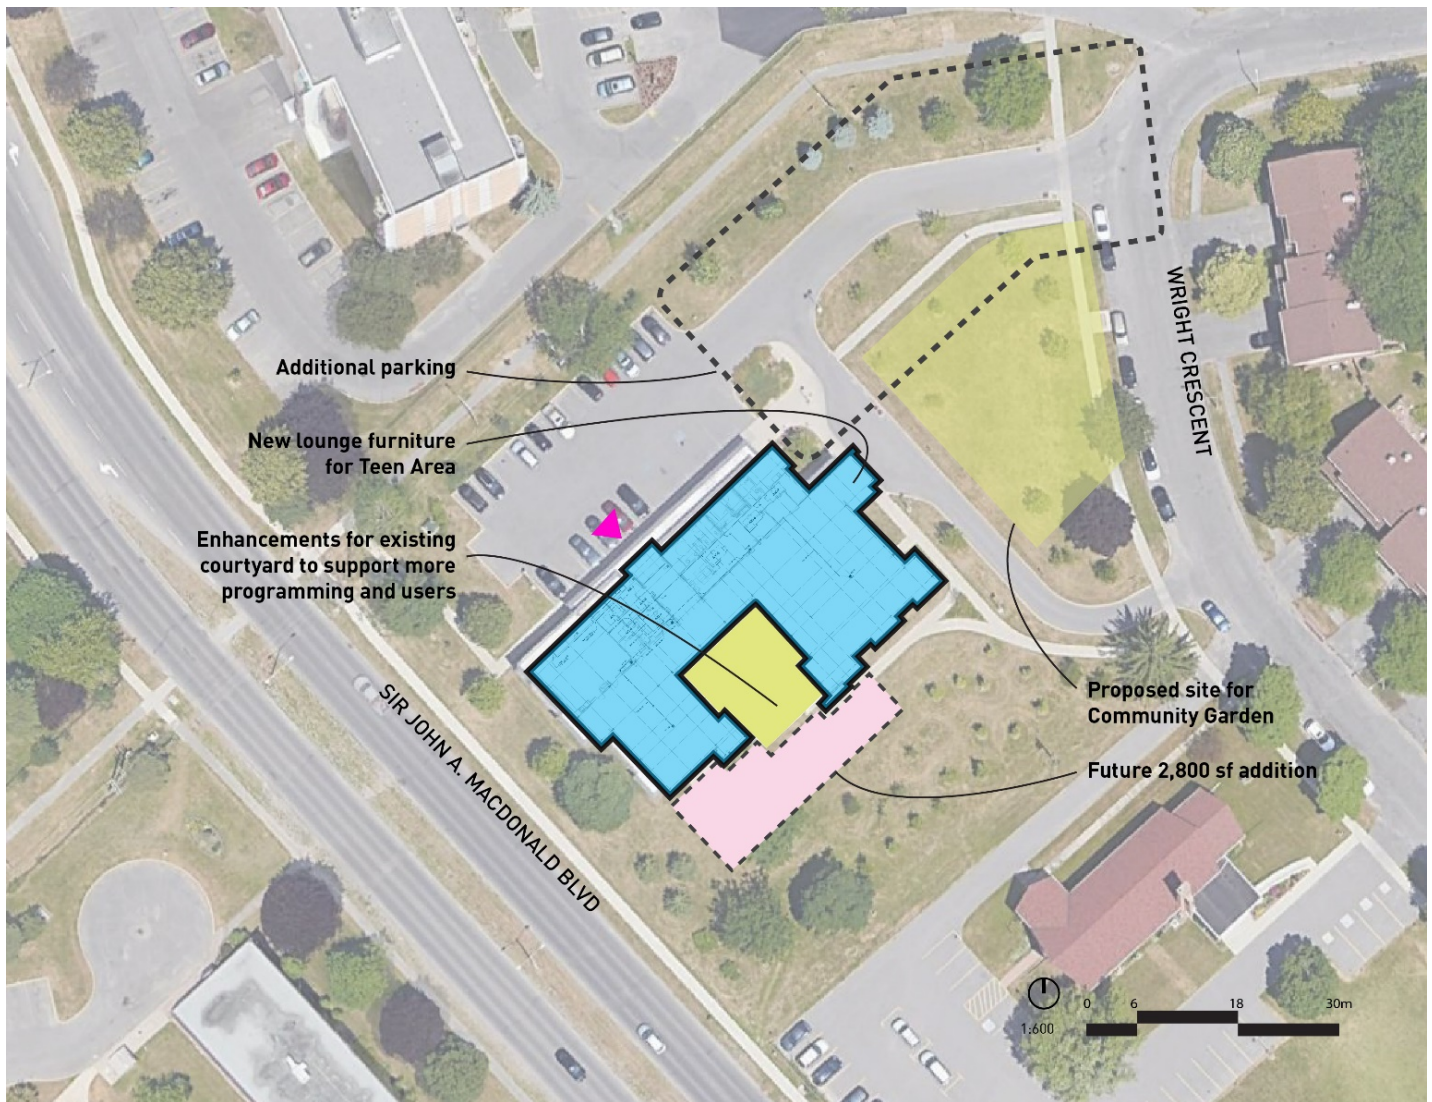 Additional parking
New lounge furniture
for Teen Area
Enhancements for existing
courtyard to support more
programming and users
WRIGHT CRESCENT
SIR JOHN A. MACDONALD BLVD
Proposed site for
Community Garden
Future 2,800 sf addition
0 6 18 30m
1:600